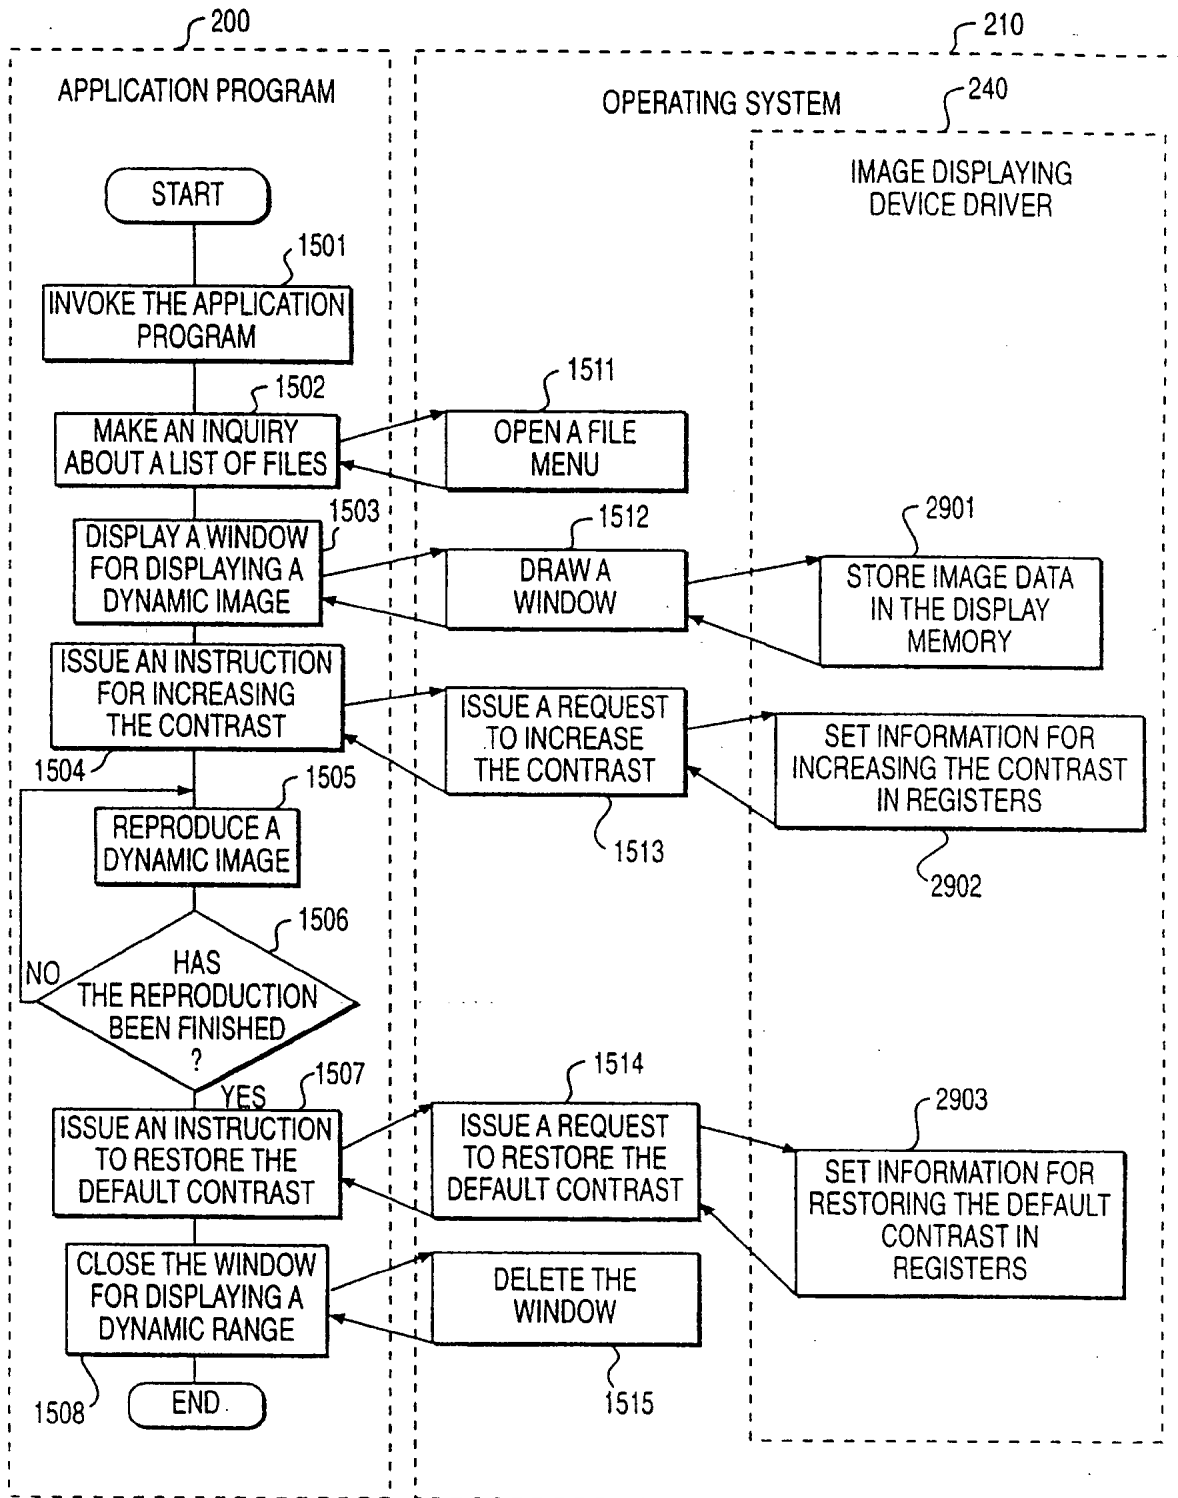 200
210
APPLICATION PROGRAM
OPERATING SYSTEM
240
IMAGE DISPLAYING
DEVICE DRIVER
START
1501
INVOKE THE APPLICATION
PROGRAM
1502
MAKE AN INQUIRY
ABOUT A LIST OF FILES
1511
OPEN A FILE
MENU
1503
DISPLAY A WINDOW
FOR DISPLAYING A
DYNAMIC IMAGE
1512
DRAW A
WINDOW
2901
STORE IMAGE DATA
IN THE DISPLAY
MEMORY
ISSUE AN INSTRUCTION
FOR INCREASING
THE CONTRAST
1504
ISSUE A REQUEST
TO INCREASE
THE CONTRAST
1513
SET INFORMATION FOR
INCREASING THE CONTRAST
IN REGISTERS
2902
1505
REPRODUCE A
DYNAMIC IMAGE
1506
HAS
THE REPRODUCTION
BEEN FINISHED
?
NO
YES
1507
ISSUE AN INSTRUCTION
TO RESTORE THE
DEFAULT CONTRAST
1514
ISSUE A REQUEST
TO RESTORE THE
DEFAULT CONTRAST
2903
SET INFORMATION FOR
RESTORING THE DEFAULT
CONTRAST IN
REGISTERS
CLOSE THE WINDOW
FOR DISPLAYING A
DYNAMIC RANGE
1508
DELETE THE
WINDOW
1515
END